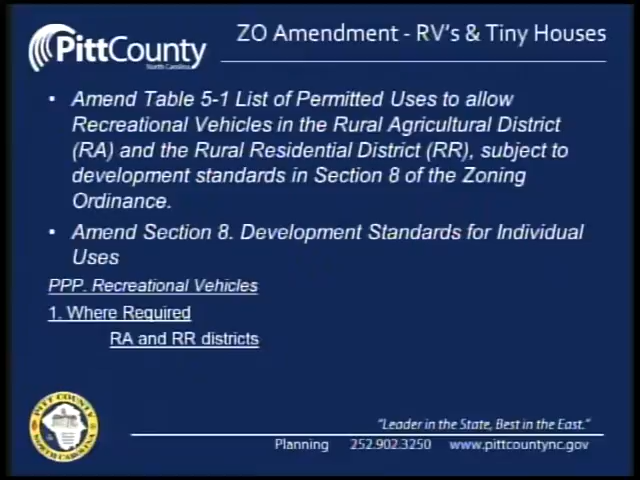 PittCounty
North Carolina
ZO Amendment - RV's & Tiny Houses
• Amend Table 5-1 List of Permitted Uses to allow
Recreational Vehicles in the Rural Agricultural District
(RA) and the Rural Residential District (RR), subject to
development standards in Section 8 of the Zoning
Ordinance.
• Amend Section 8. Development Standards for Individual
Uses
PPP. Recreational Vehicles
1. Where Required
RA and RR districts
PITT COUNTY
NORTH CAROLINA
"Leader in the State, Best in the East."
Planning 252.902.3250 www.pittcountync.gov